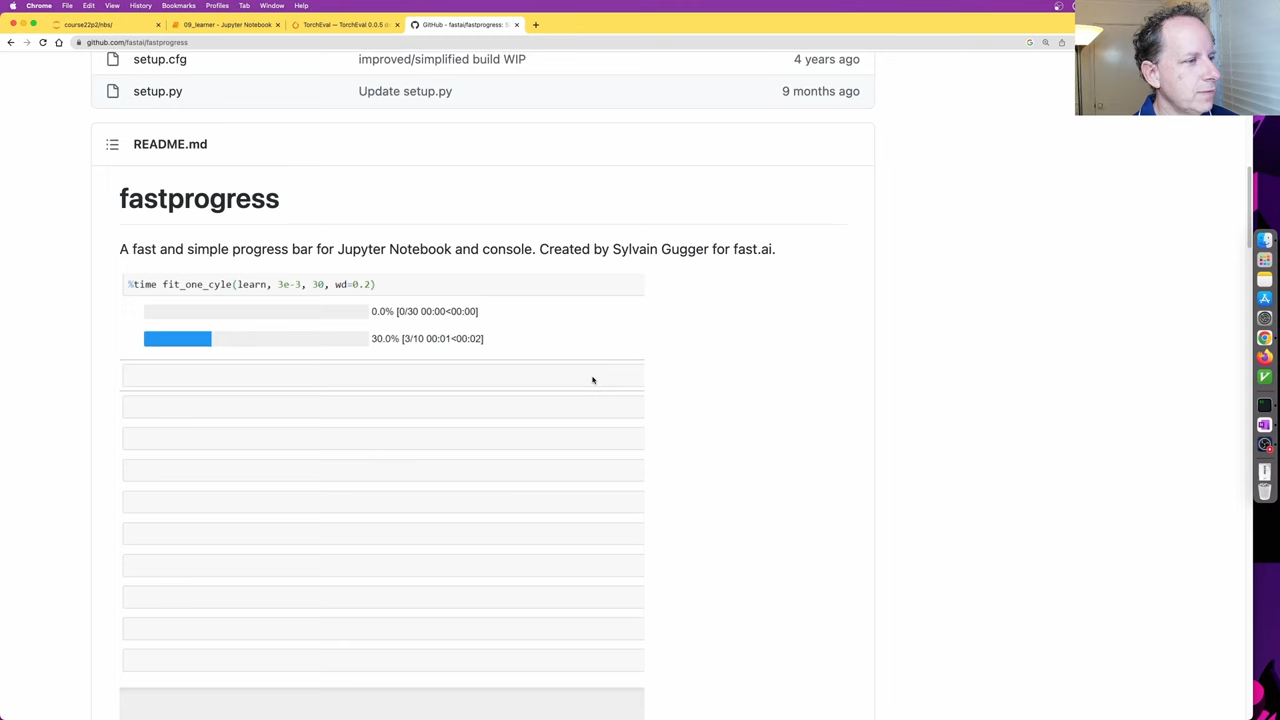 Chrome File Edit View History Bookmarks Profiles Tab Window Help
course22p2/nbs/ 09_learner - Jupyter Notebook TorchEval — TorchEval 0.0.5 d GitHub - fastai/fastprogress: S
github.com/fastai/fastprogress
setup.cfg improved/simplified build WIP 4 years ago
setup.py Update setup.py 9 months ago
README.md
fastprogress
A fast and simple progress bar for Jupyter Notebook and console. Created by Sylvain Gugger for fast.ai.
%time fit_one_cyle(learn, 3e-3, 30, wd=0.2)
0.0% [0/30 00:00<00:00]
30.0% [3/10 00:01<00:02]